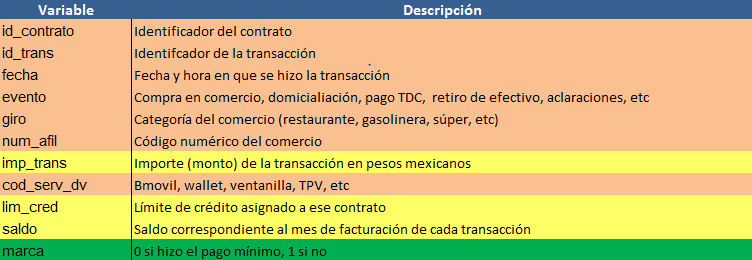 Variable Descripción
id_contrato Identificador del contrato
id_trans Identifcador de la transacción
fecha Fecha y hora en que se hizo la transacción
evento Compra en comercio, domicialiación, pago TDC, retiro de efectivo, aclaraciones, etc
giro Categoría del comercio (restaurante, gasolinera, súper, etc)
num_afil Código numérico del comercio
imp_trans Importe (monto) de la transacción en pesos mexicanos
cod_serv_dv Bmovil, wallet, ventanilla, TPV, etc
lim_cred Límite de crédito asignado a ese contrato
saldo Saldo correspondiente al mes de facturación de cada transacción
marca 0 si hizo el pago mínimo, 1 si no